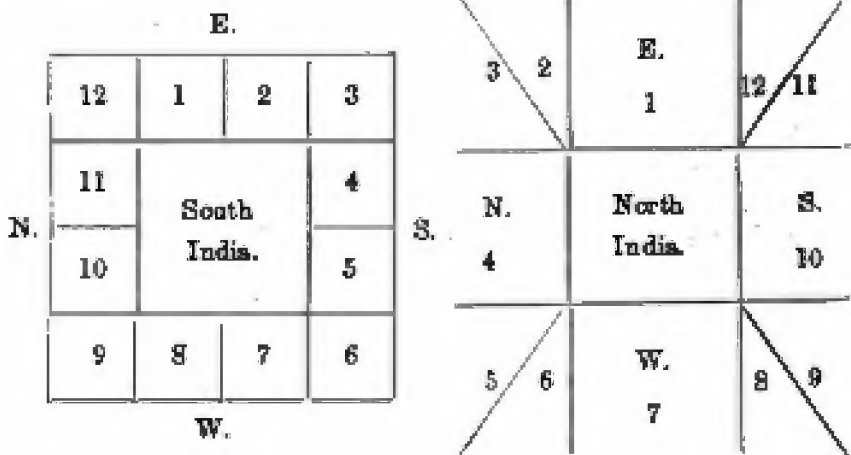 E.
12 1 2 3
11 4
South
India.
N. S.
10 5
9 8 7 6
W.
3 2 E. 12 11
1
N. North S.
4 India. 10
5 6 W. 8 9
7